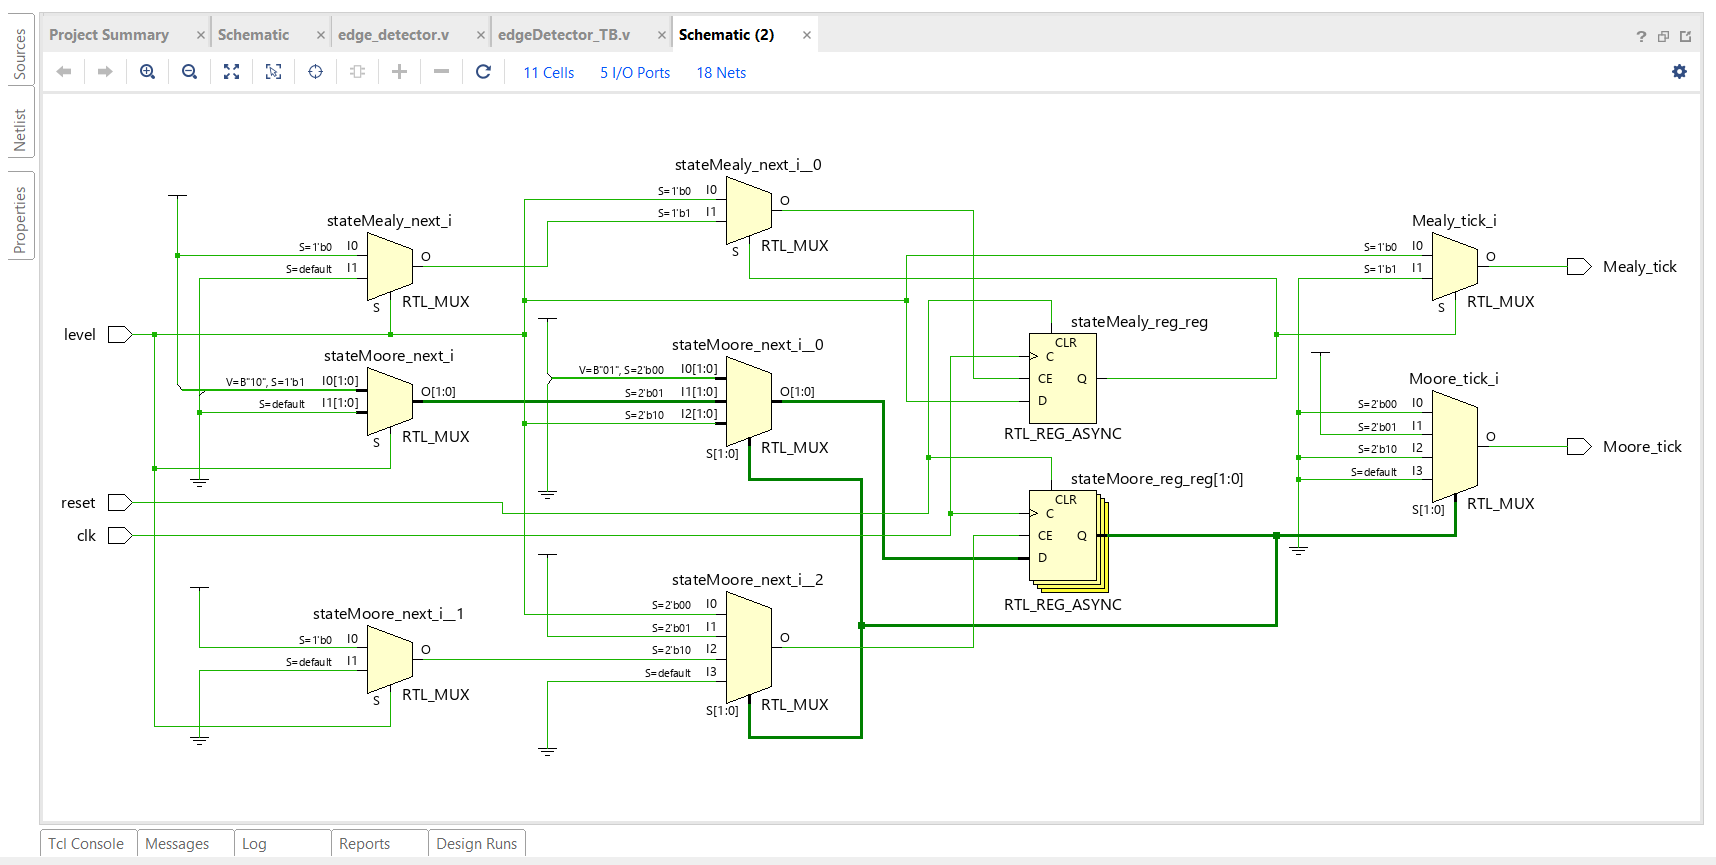 Sources
Netlist
Properties
Project Summary × Schematic × edge_detector.v × edgeDetector_TB.v × Schematic (2) ×
?
11 Cells 5 I/O Ports 18 Nets
stateMealy_next_i
S=1'b0 I0
S=default I1
O
S
RTL_MUX
stateMealy_next_i__0
S=1'b0 I0
S=1'b1 I1
O
S
RTL_MUX
Mealy_tick_i
S=1'b0 I0
S=1'b1 I1
O
S
RTL_MUX
Mealy_tick
level
stateMoore_next_i
V=B"10", S=1'b1 I0[1:0]
S=default I1[1:0]
O[1:0]
S
RTL_MUX
stateMoore_next_i__0
V=B"01", S=2'b00 I0[1:0]
S=2'b01 I1[1:0]
S=2'b10 I2[1:0]
O[1:0]
S[1:0]
RTL_MUX
stateMealy_reg_reg
CLR
C
CE Q
D
RTL_REG_ASYNC
Moore_tick_i
S=2'b00 I0
S=2'b01 I1
S=2'b10 I2
S=default I3
O
S[1:0]
RTL_MUX
Moore_tick
reset
clk
stateMoore_reg_reg[1:0]
CLR
C
CE Q
D
RTL_REG_ASYNC
stateMoore_next_i__1
S=1'b0 I0
S=default I1
O
S
RTL_MUX
stateMoore_next_i__2
S=2'b00 I0
S=2'b01 I1
S=2'b10 I2
S=default I3
O
S[1:0]
RTL_MUX
Tcl Console Messages Log Reports Design Runs